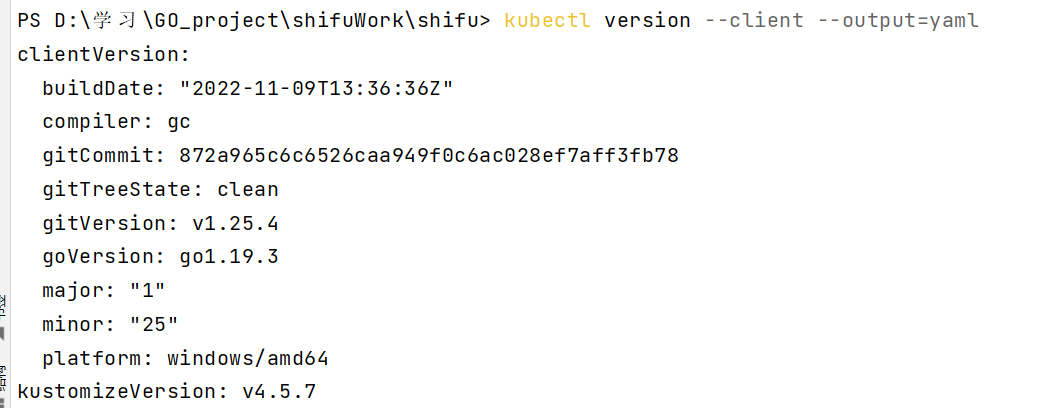 PS D:\学习\GO_project\shifuWork\shifu> kubectl version --client --output=yaml
clientVersion:
  buildDate: "2022-11-09T13:36:36Z"
  compiler: gc
  gitCommit: 872a965c6c6526caa949f0c6ac028ef7aff3fb78
  gitTreeState: clean
  gitVersion: v1.25.4
  goVersion: go1.19.3
  major: "1"
  minor: "25"
  platform: windows/amd64
kustomizeVersion: v4.5.7